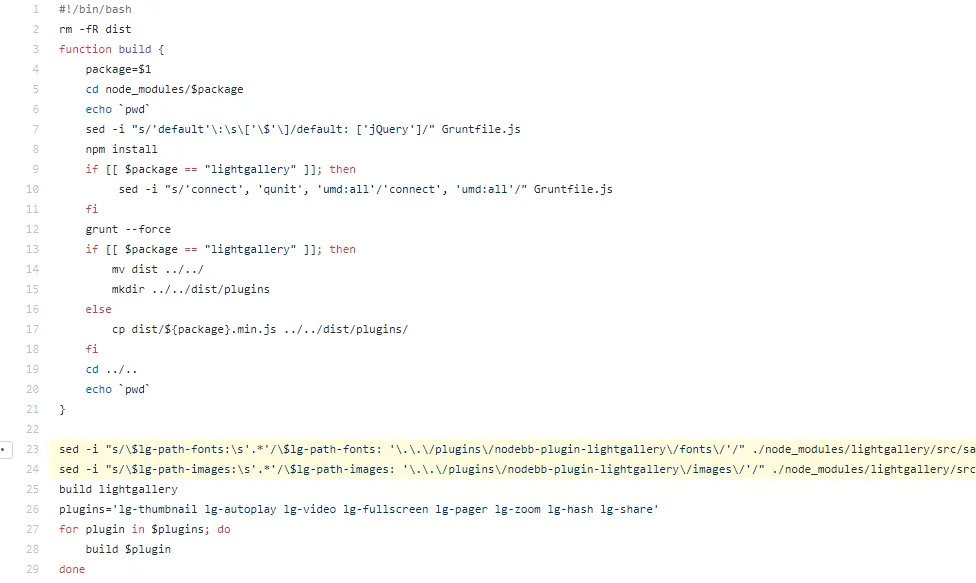 1 #!/bin/bash
2 rm -fR dist
3 function build {
4 package=$1
5 cd node_modules/$package
6 echo `pwd`
7 sed -i "s/'default'\:\s\['\$'\]/default: ['jQuery']/" Gruntfile.js
8 npm install
9 if [[ $package == "lightgallery" ]]; then
10 sed -i "s/'connect', 'qunit', 'umd:all'/'connect', 'umd:all'/" Gruntfile.js
11 fi
12 grunt --force
13 if [[ $package == "lightgallery" ]]; then
14 mv dist ../../
15 mkdir ../../dist/plugins
16 else
17 cp dist/${package}.min.js ../../dist/plugins/
18 fi
19 cd ../..
20 echo `pwd`
21 }
22
23 sed -i "s/\$lg-path-fonts:\s'.*'/\$lg-path-fonts: '\.\.\/plugins\/nodebb-plugin-lightgallery\/fonts\/'/" ./node_modules/lightgallery/src/sa
24 sed -i "s/\$lg-path-images:\s'.*'/\$lg-path-images: '\.\.\/plugins\/nodebb-plugin-lightgallery\/images\/'/" ./node_modules/lightgallery/src
25 build lightgallery
26 plugins='lg-thumbnail lg-autoplay lg-video lg-fullscreen lg-pager lg-zoom lg-hash lg-share'
27 for plugin in $plugins; do
28 build $plugin
29 done